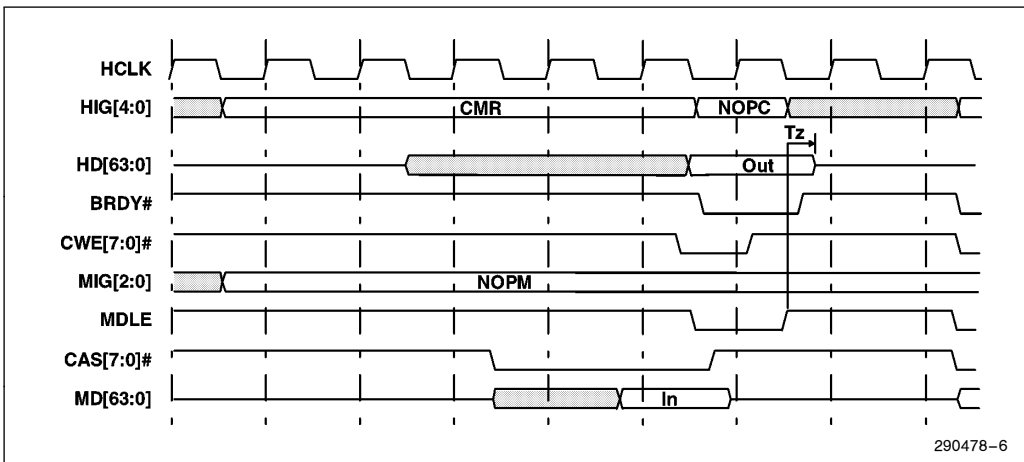 HCLK
HIG[4:0] CMR NOPC
Tz
HD[63:0] Out
BRDY#
CWE[7:0]#
MIG[2:0] NOPM
MDLE
CAS[7:0]#
MD[63:0] In
290478–6